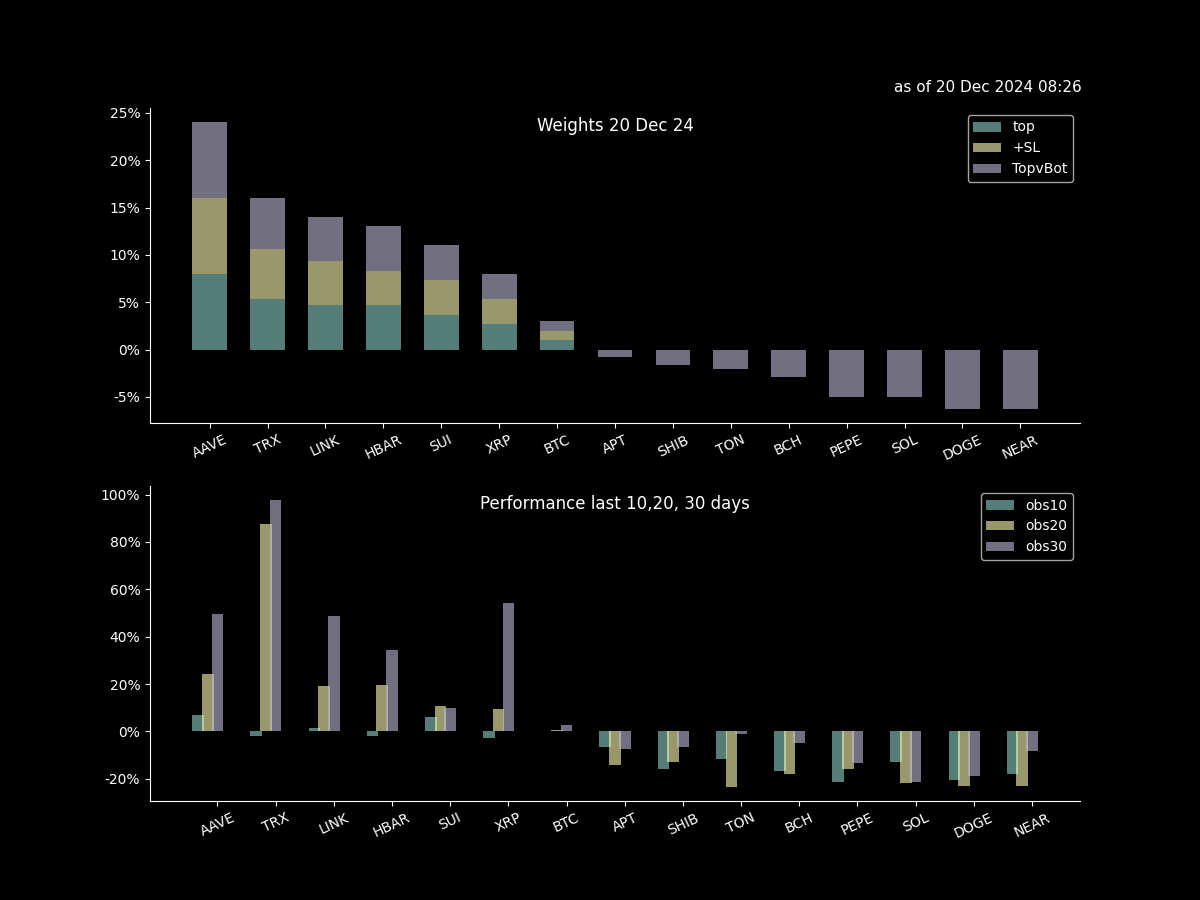 as of 20 Dec 2024 08:26
Weights 20 Dec 24
top
+SL
TopvBot
25%
20%
15%
10%
5%
0%
-5%
AAVE TRX LINK HBAR SUI XRP BTC APT SHIB TON BCH PEPE SOL DOGE NEAR
Performance last 10,20, 30 days
obs10
obs20
obs30
100%
80%
60%
40%
20%
0%
-20%
AAVE TRX LINK HBAR SUI XRP BTC APT SHIB TON BCH PEPE SOL DOGE NEAR